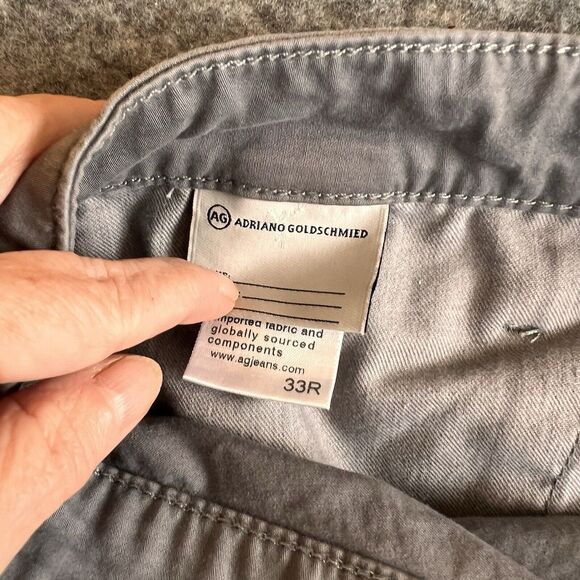 AG ADRIANO GOLDSCHMIED
imported fabric and
globally sourced
components
www.agjeans.com
33R